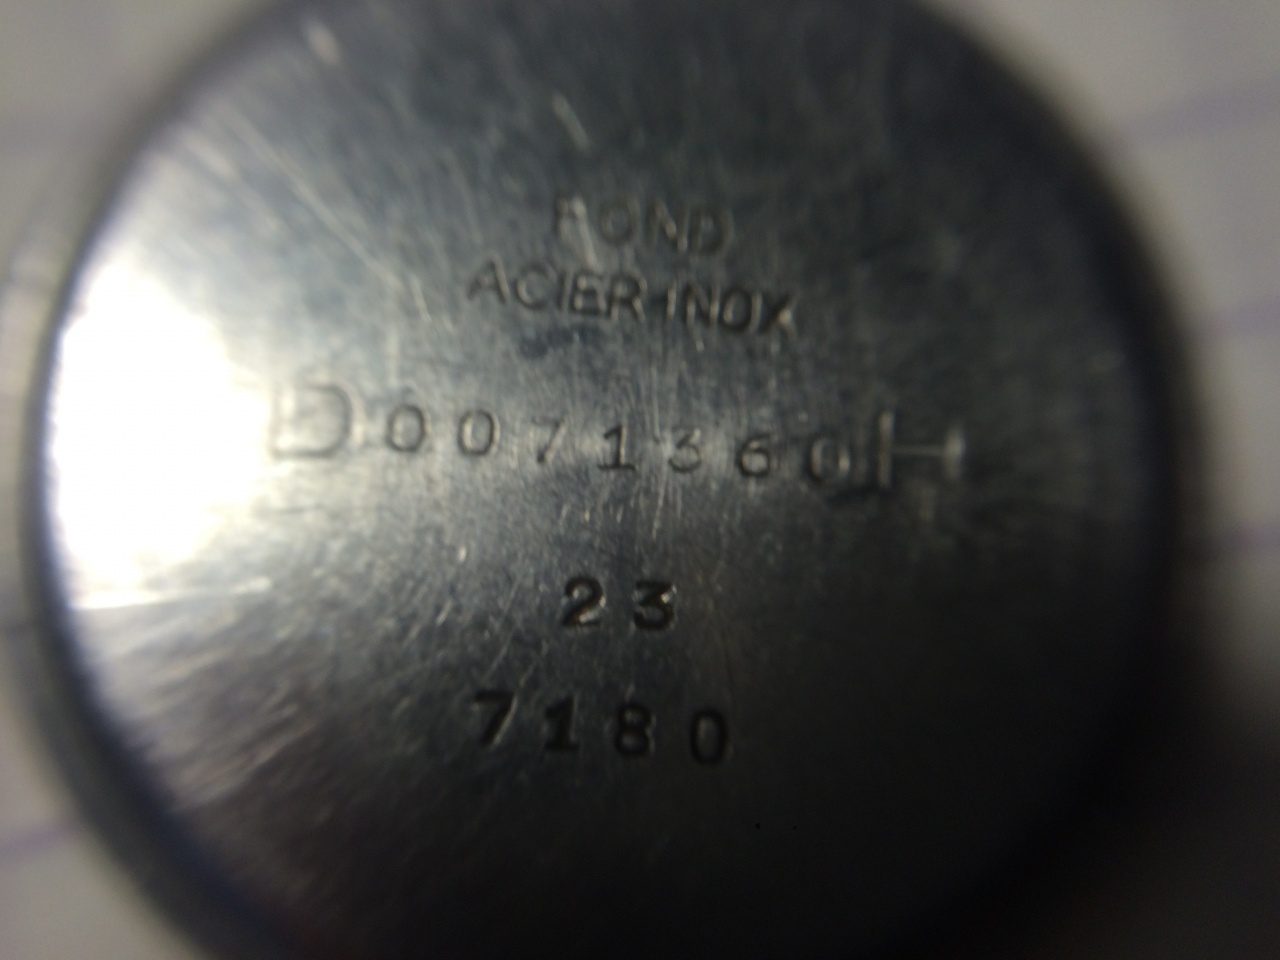 FOND
ACIER INOX
D0071360H
23
7180